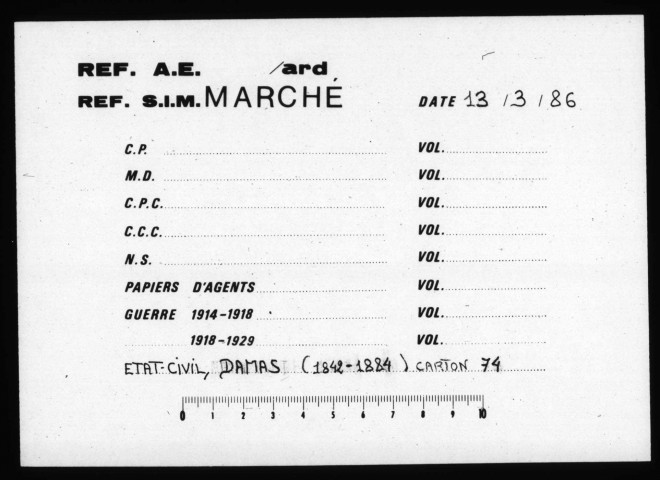 REF. A.E. /ard
REF. S.I.M. MARCHÉ DATE 13 / 3 / 86
C.P. VOL.
M.D. VOL.
C.P.C. VOL.
C.C.C. VOL.
N.S. VOL.
PAPIERS D'AGENTS VOL.
GUERRE 1914-1918 VOL.
1918-1929 VOL.
ETAT-CIVIL, DAMAS (1842-1884) CARTON 74
0 1 2 3 4 5 6 7 8 9 10